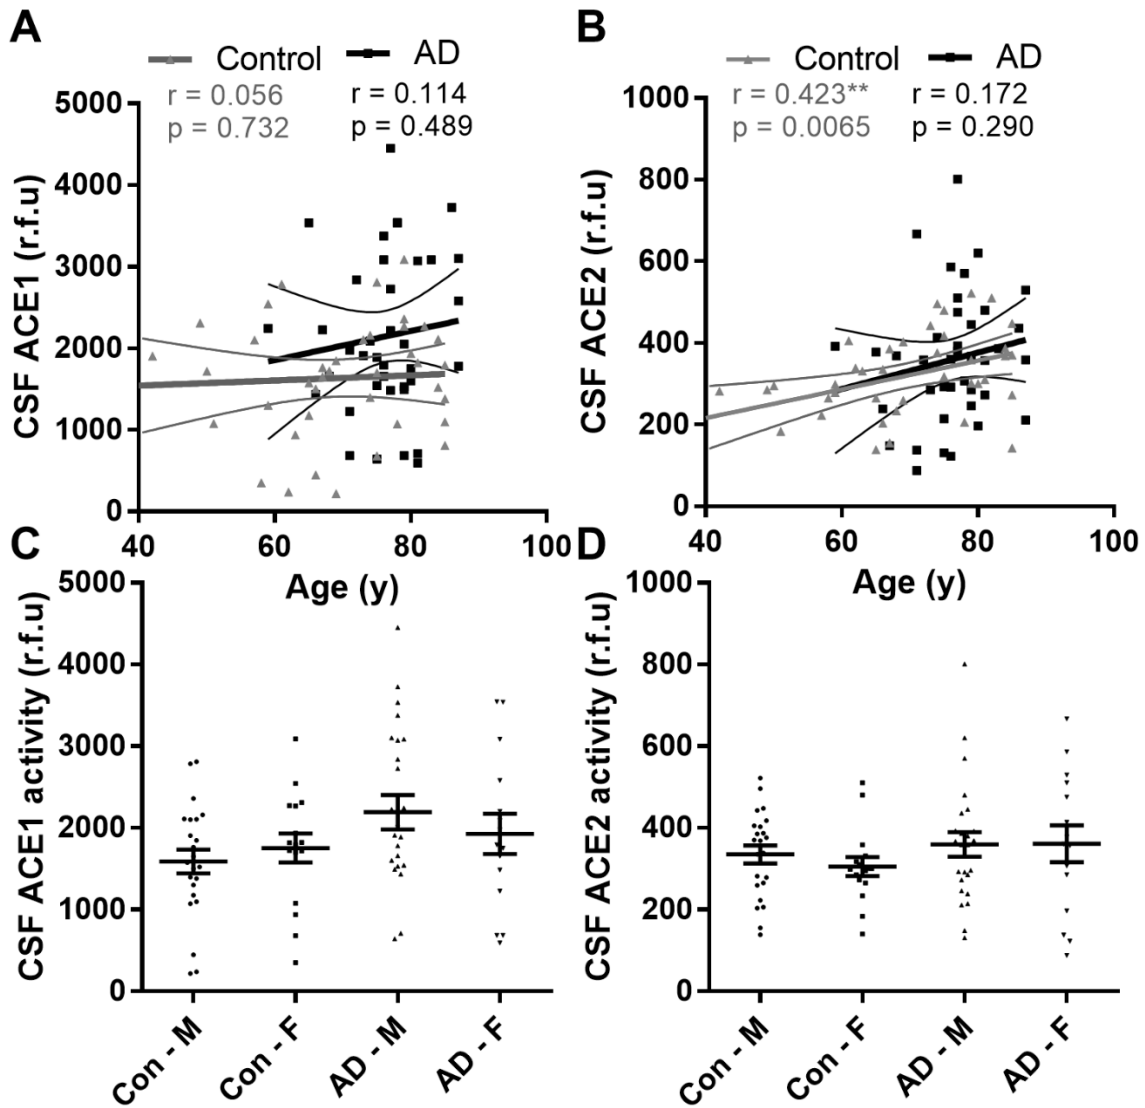 A
Control AD
r = 0.056 r = 0.114
p = 0.732 p = 0.489
CSF ACE1 (r.f.u)
5000
4000
3000
2000
1000
0
40 60 80 100
Age (y)
B
Control AD
r = 0.423** r = 0.172
p = 0.0065 p = 0.290
CSF ACE2 (r.f.u)
1000
800
600
400
200
0
40 60 80 100
Age (y)
C
CSF ACE1 activity (r.f.u)
5000
4000
3000
2000
1000
0
Con - M Con - F AD - M AD - F
D
CSF ACE2 activity (r.f.u)
1000
800
600
400
200
0
Con - M Con - F AD - M AD - F